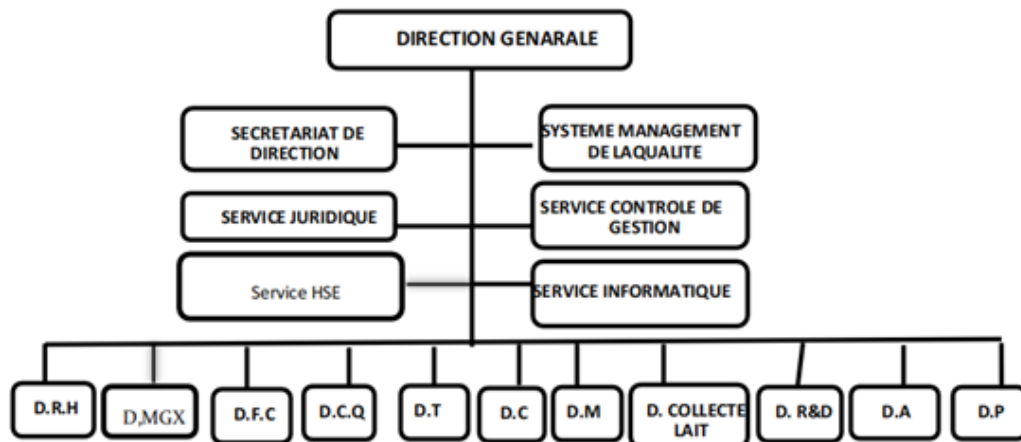 DIRECTION GENARALE
SECRETARIAT DE
DIRECTION
SYSTEME MANAGEMENT
DE LAQUALITE
SERVICE JURIDIQUE
SERVICE CONTROLE DE
GESTION
Service HSE
SERVICE INFORMATIQUE
D.R.H
D,MGX
D.F.C
D.C.Q
D.T
D.C
D.M
D. COLLECTE
LAIT
D. R&D
D.A
D.P